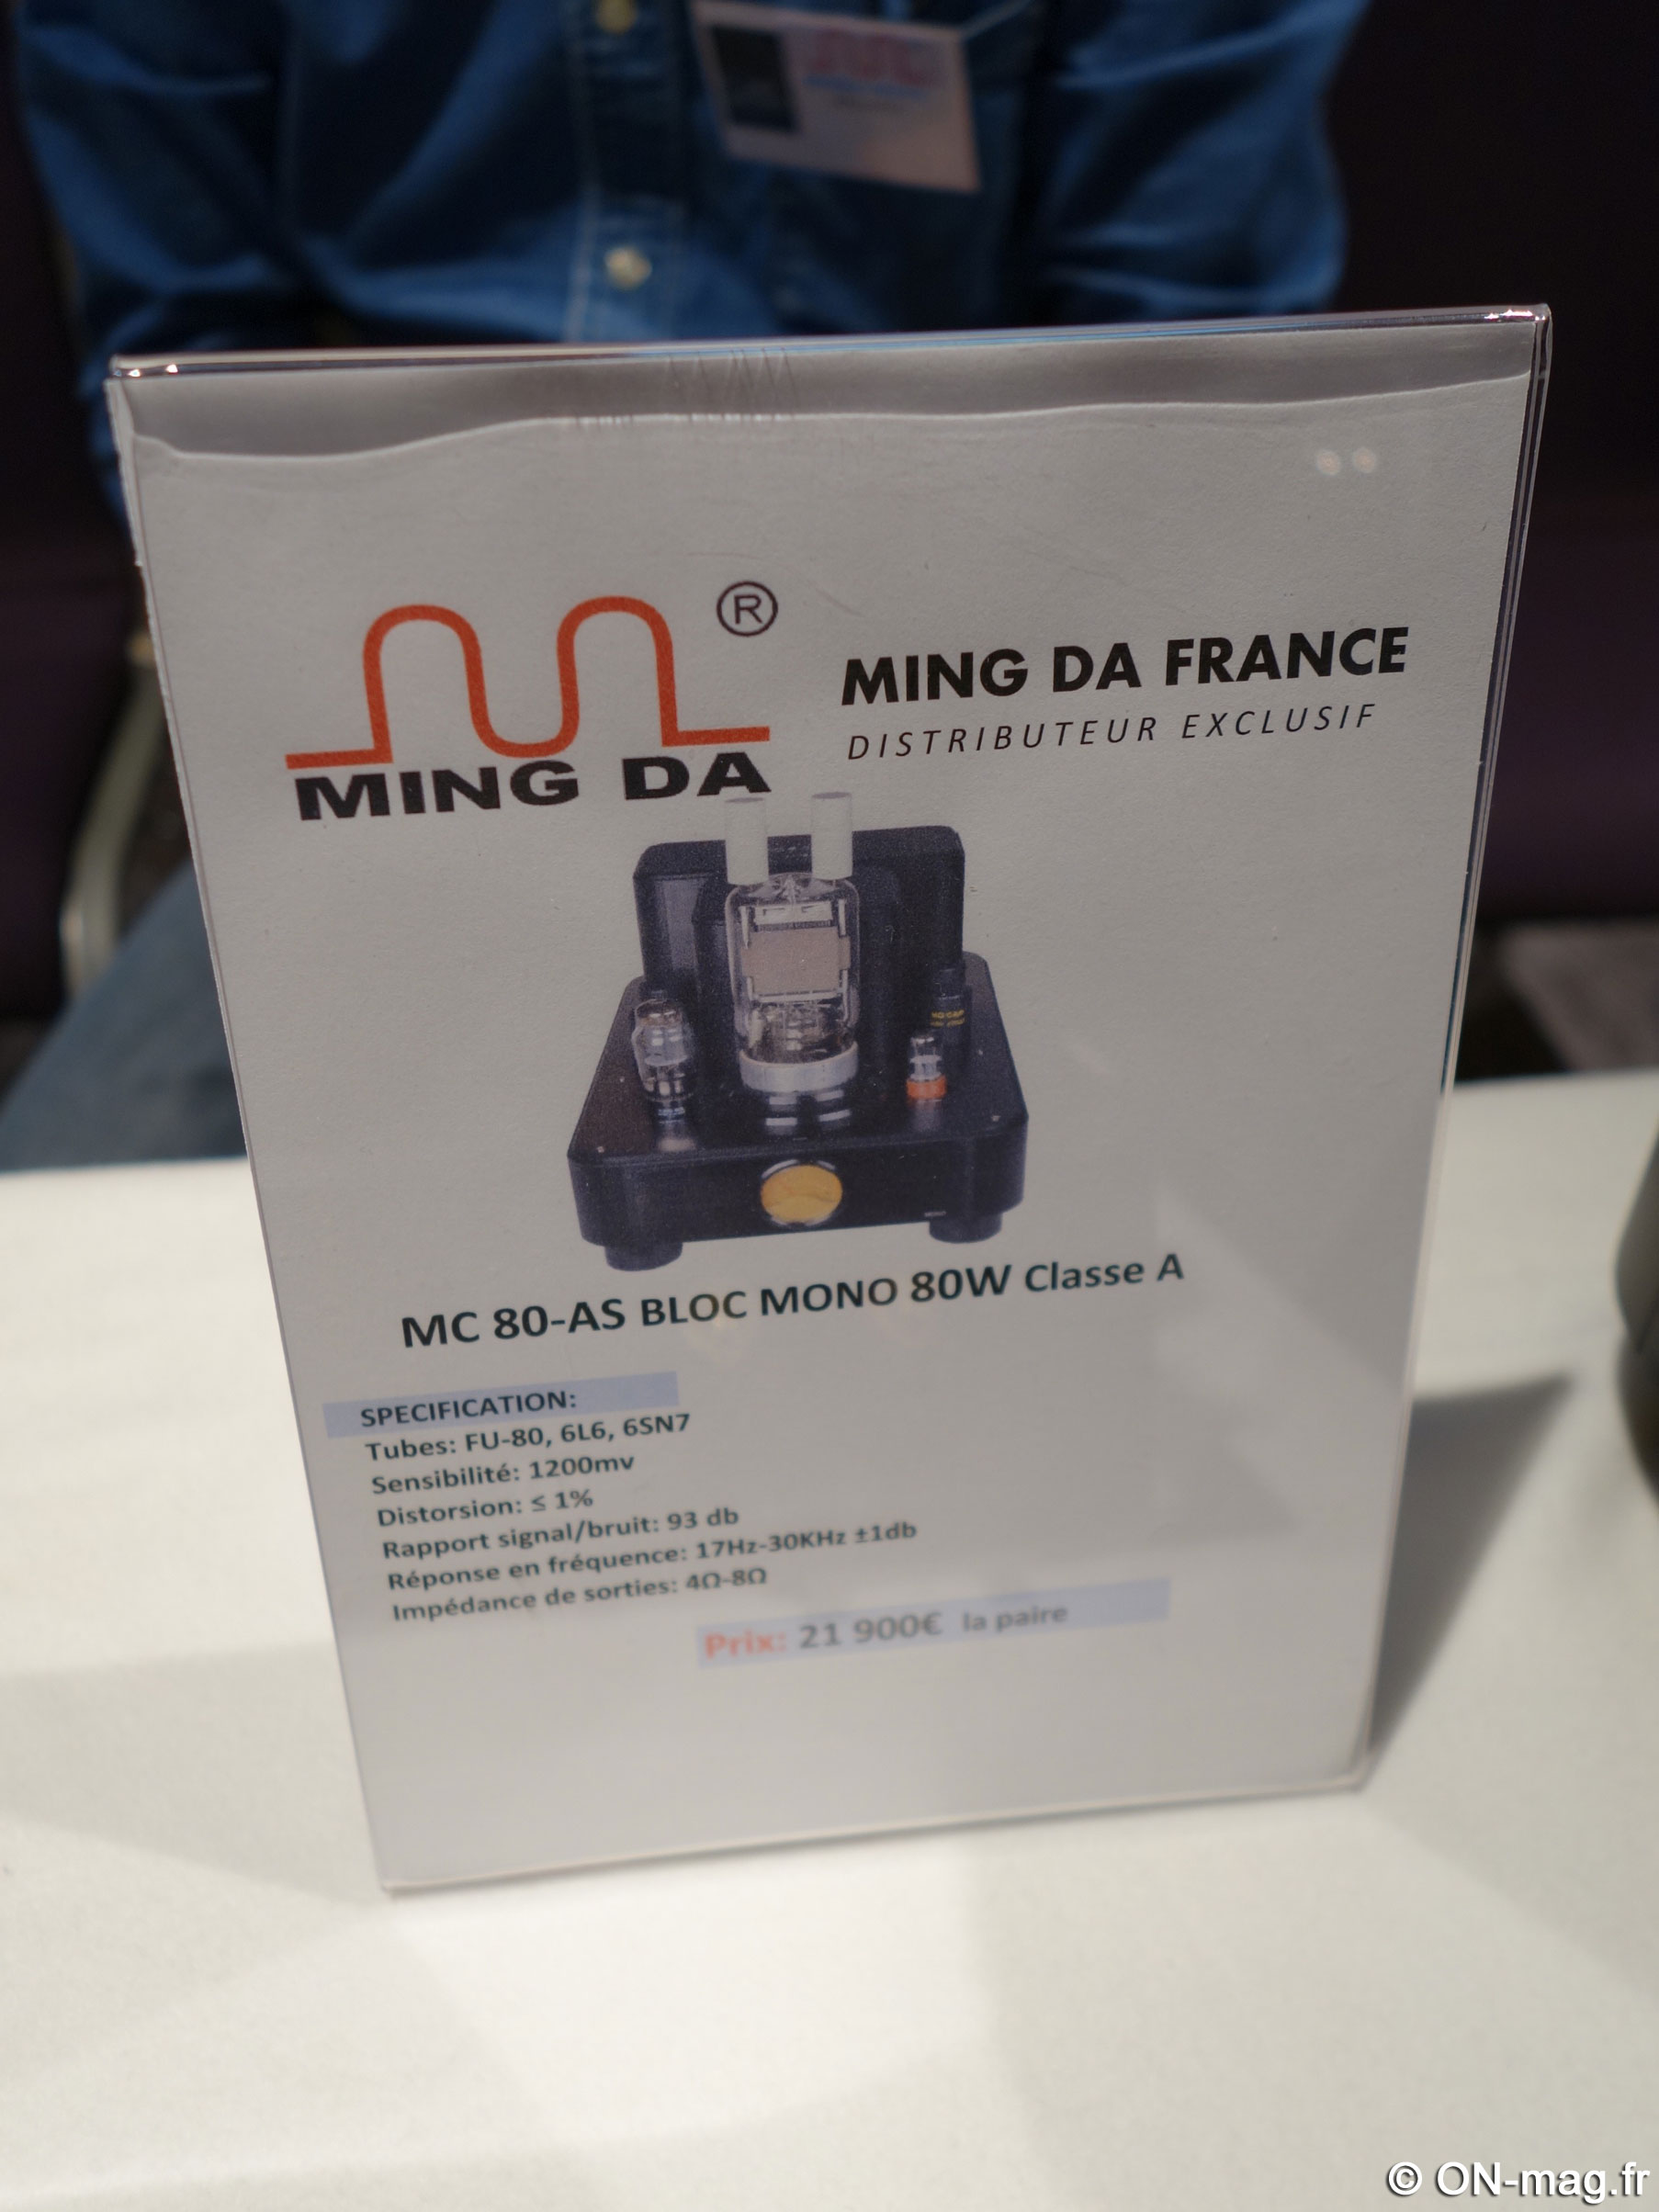 ®
MING DA
MING DA FRANCE
DISTRIBUTEUR EXCLUSIF
MC 80-AS BLOC MONO 80W Classe A
SPECIFICATION:
Tubes: FU-80, 6L6, 6SN7
Sensibilité: 1200mv
Distorsion: ≤ 1%
Rapport signal/bruit: 93 db
Réponse en fréquence: 17Hz-30KHz ±1db
Impédance de sorties: 4Ω-8Ω
Prix: 21 900€ la paire
© ON-mag.fr